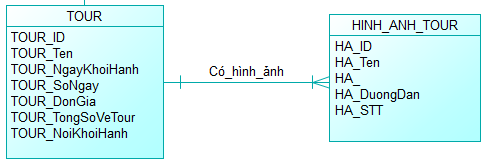 TOUR
TOUR_ID
TOUR_Ten
TOUR_NgayKhoiHanh
TOUR_SoNgay
TOUR_DonGia
TOUR_TongSoVeTour
TOUR_NoiKhoiHanh
Có_hình_ảnh
HINH_ANH_TOUR
HA_ID
HA_Ten
HA_
HA_DuongDan
HA_STT